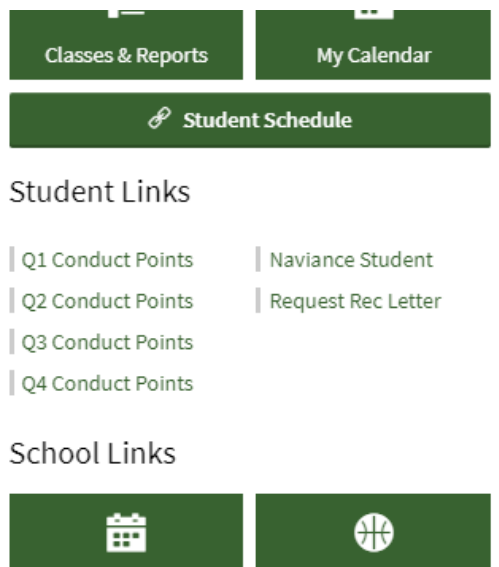 Classes & Reports
My Calendar
Student Schedule
Student Links
Q1 Conduct Points
Naviance Student
Q2 Conduct Points
Request Rec Letter
Q3 Conduct Points
Q4 Conduct Points
School Links